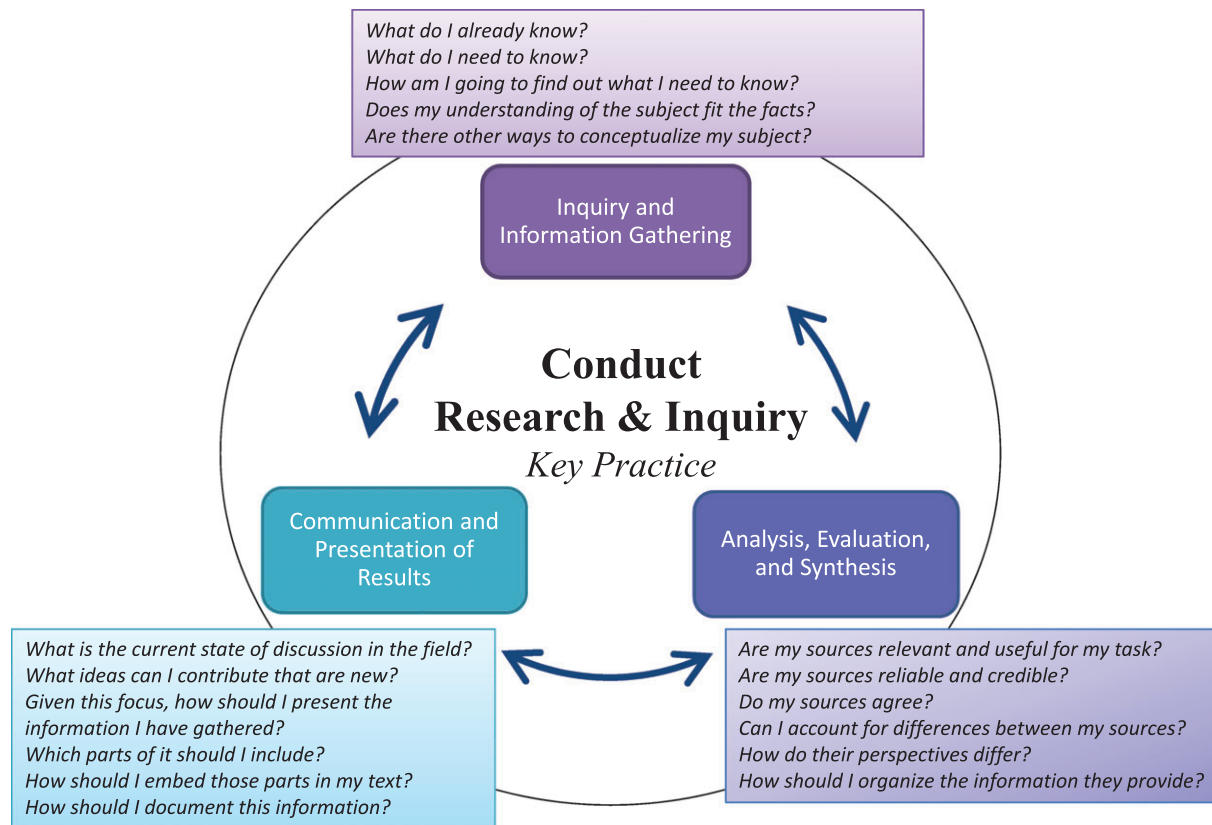 What do I already know?
What do I need to know?
How am I going to find out what I need to know?
Does my understanding of the subject fit the facts?
Are there other ways to conceptualize my subject?
Inquiry and
Information Gathering
Conduct
Research & Inquiry
Key Practice
Communication and
Presentation of
Results
Analysis, Evaluation,
and Synthesis
What is the current state of discussion in the field?
What ideas can I contribute that are new?
Given this focus, how should I present the
information I have gathered?
Which parts of it should I include?
How should I embed those parts in my text?
How should I document this information?
Are my sources relevant and useful for my task?
Are my sources reliable and credible?
Do my sources agree?
Can I account for differences between my sources?
How do their perspectives differ?
How should I organize the information they provide?